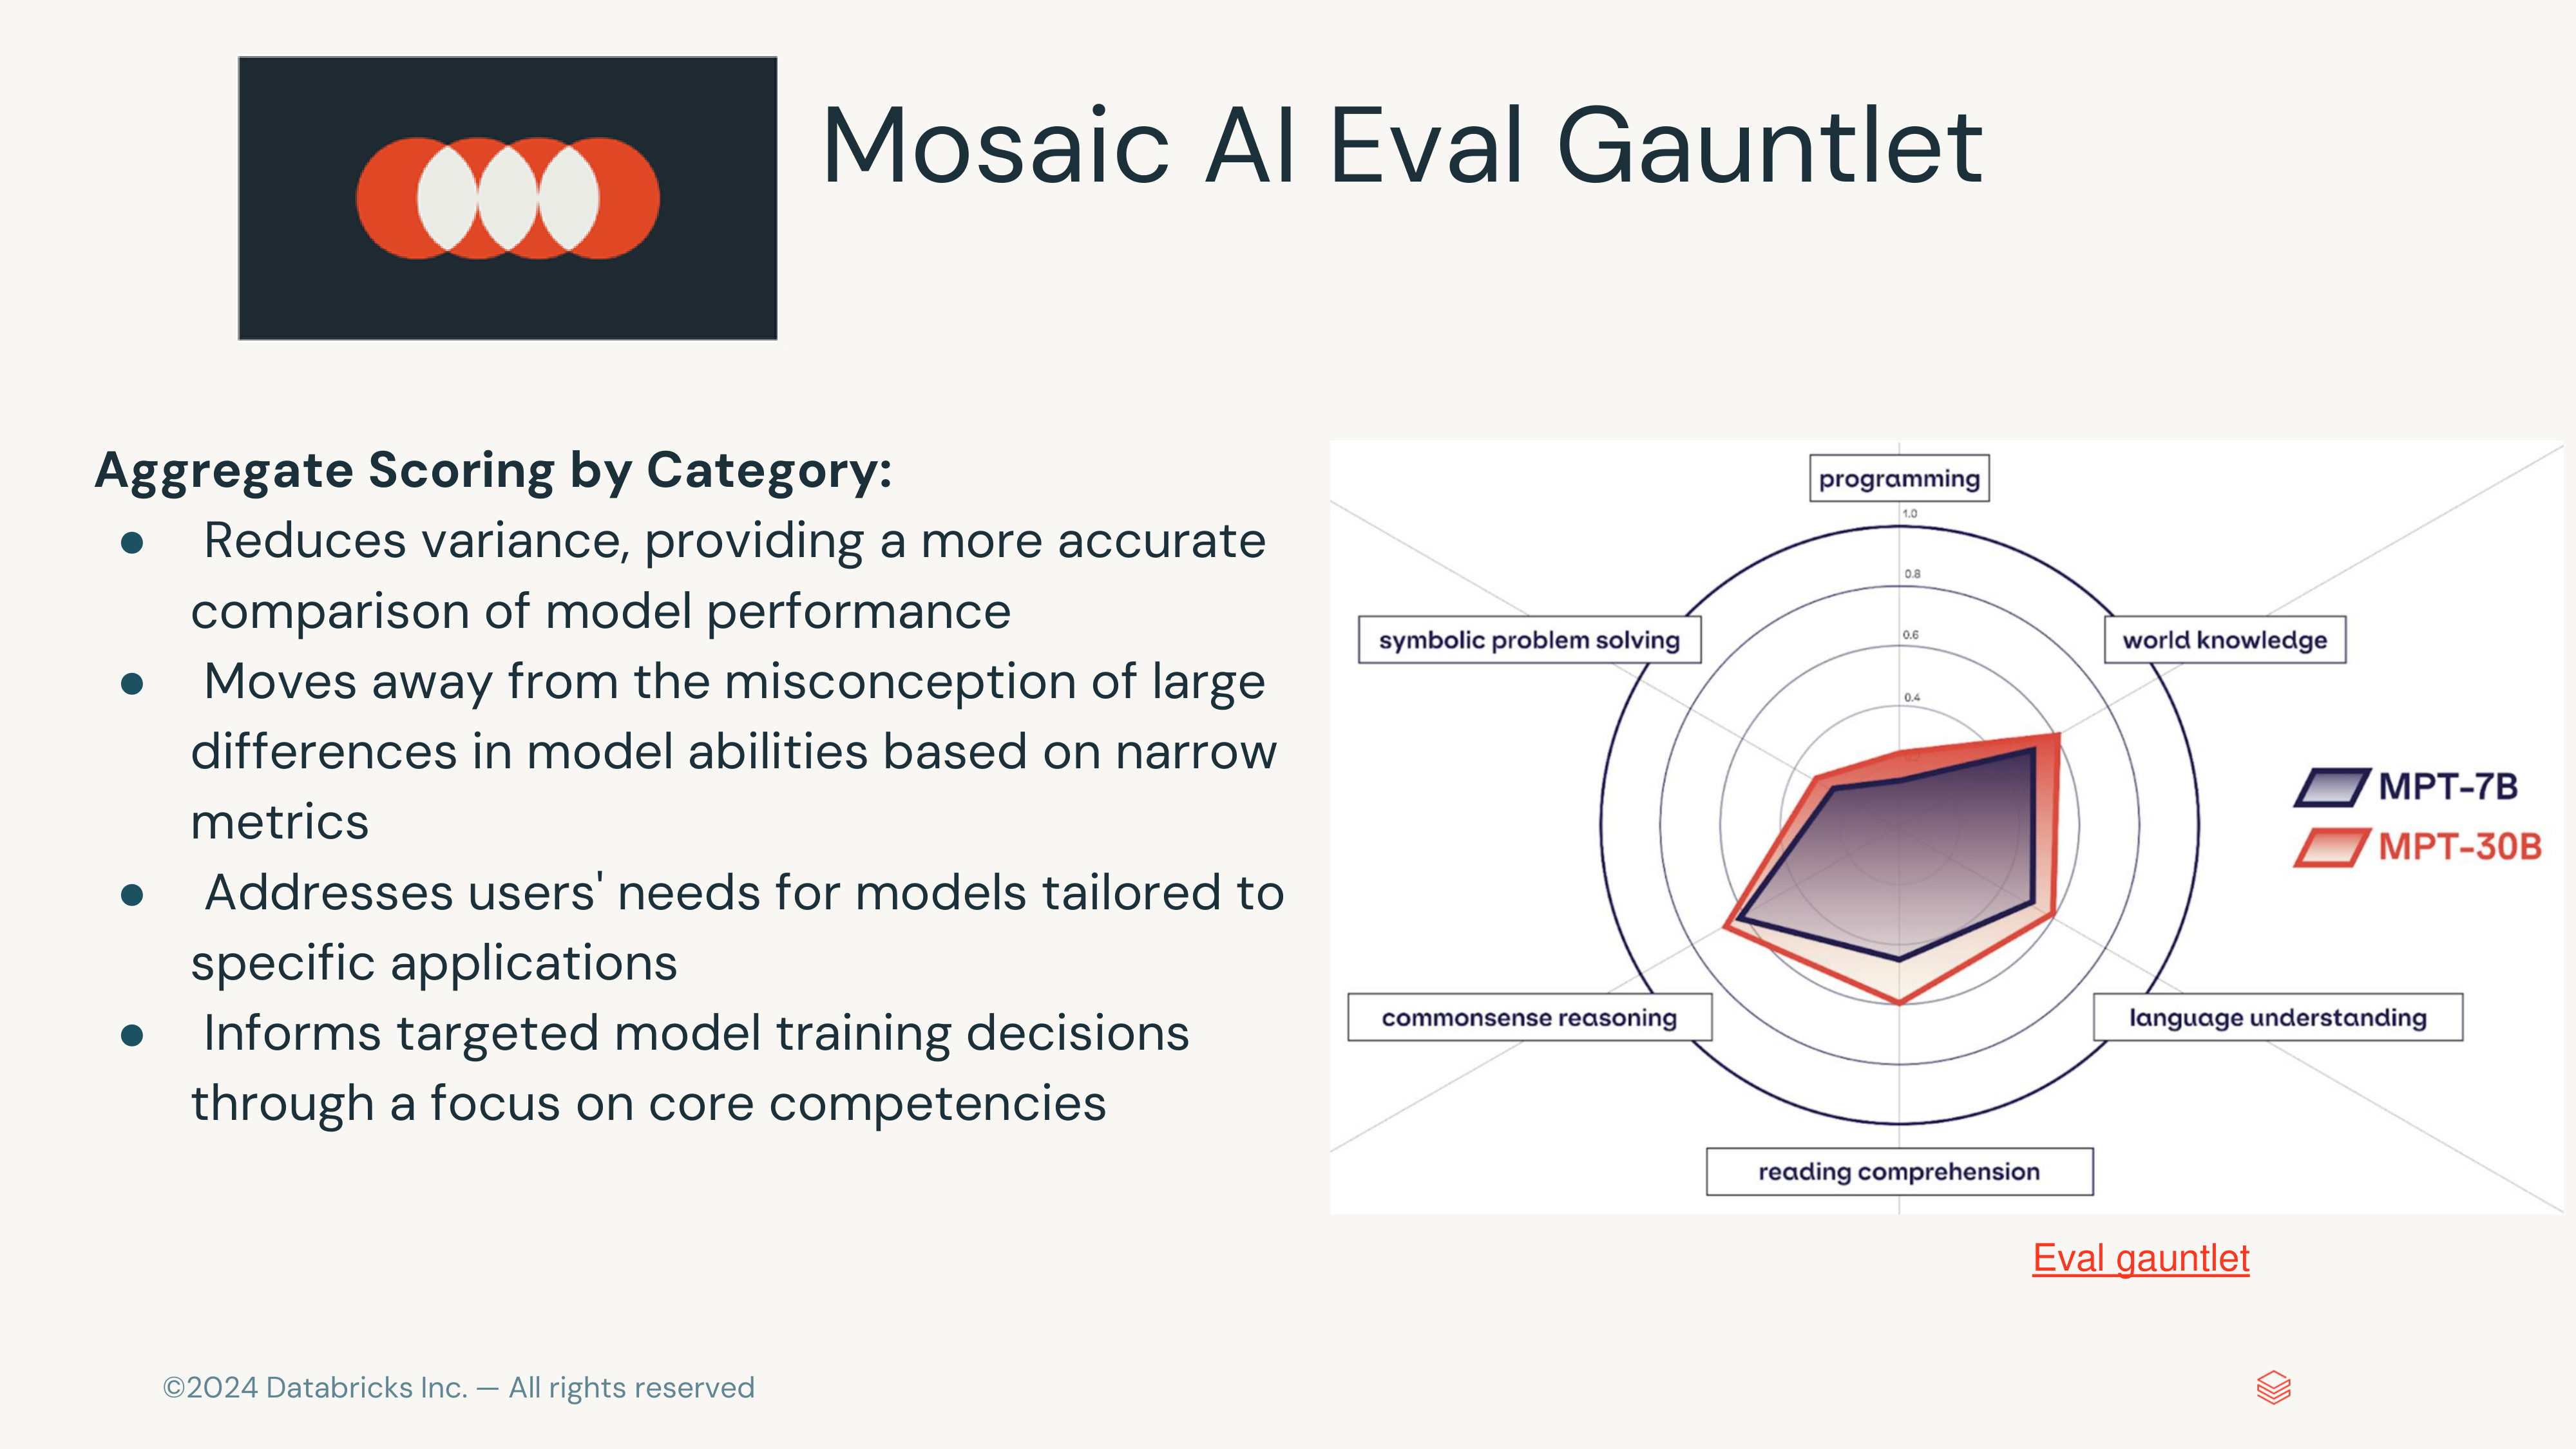 Mosaic AI Eval Gauntlet
Aggregate Scoring by Category:
● Reduces variance, providing a more accurate
comparison of model performance
● Moves away from the misconception of large
differences in model abilities based on narrow
metrics
● Addresses users' needs for models tailored to
specific applications
● Informs targeted model training decisions
through a focus on core competencies
programming
1.0
0.8
symbolic problem solving
0.6
world knowledge
0.4
0.2
MPT-7B
MPT-30B
commonsense reasoning
language understanding
reading comprehension
Eval gauntlet
©2024 Databricks Inc. — All rights reserved